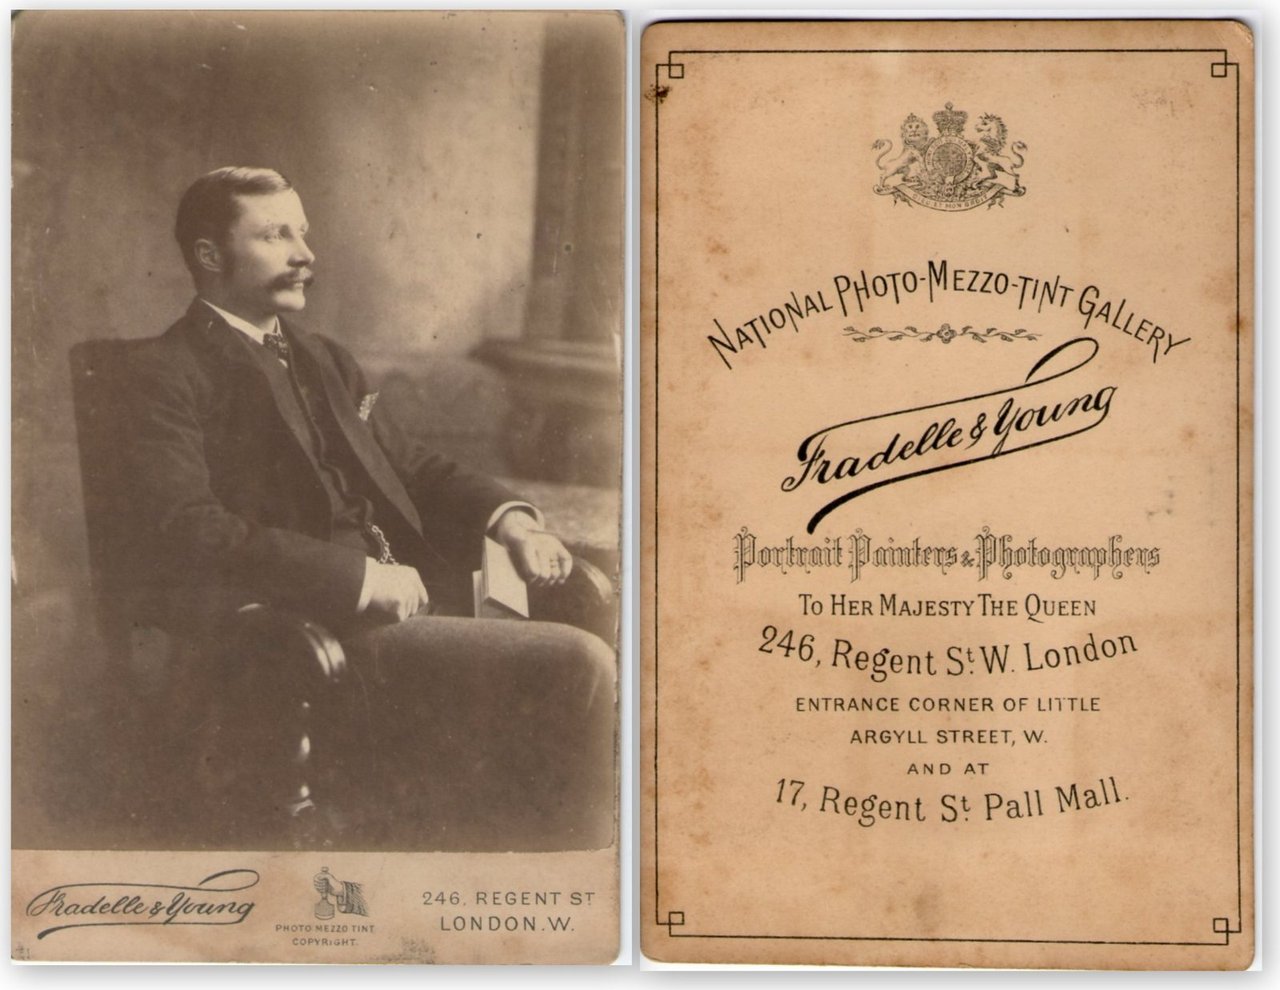 Fradelle & Young
PHOTO MEZZO TINT
COPYRIGHT.
246, REGENT ST
LONDON.W.
NATIONAL PHOTO-MEZZO-TINT GALLERY
Fradelle & Young
Portrait Painters & Photographers
TO HER MAJESTY THE QUEEN
246, Regent St. W. London
ENTRANCE CORNER OF LITTLE
ARGYLL STREET, W.
AND AT
17, Regent St. Pall Mall.